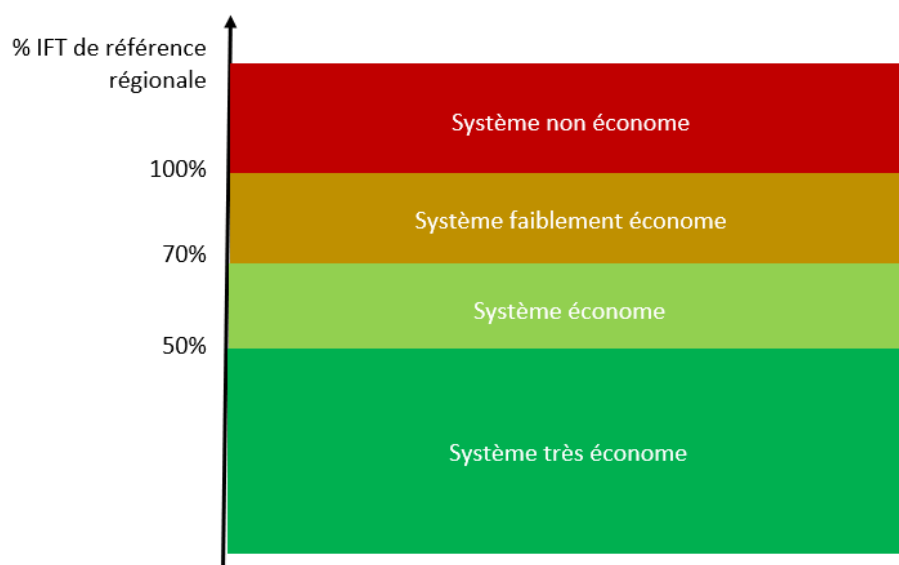 % IFT de référence
régionale
Système non économe
100%
Système faiblement économe
70%
Système économe
50%
Système très économe